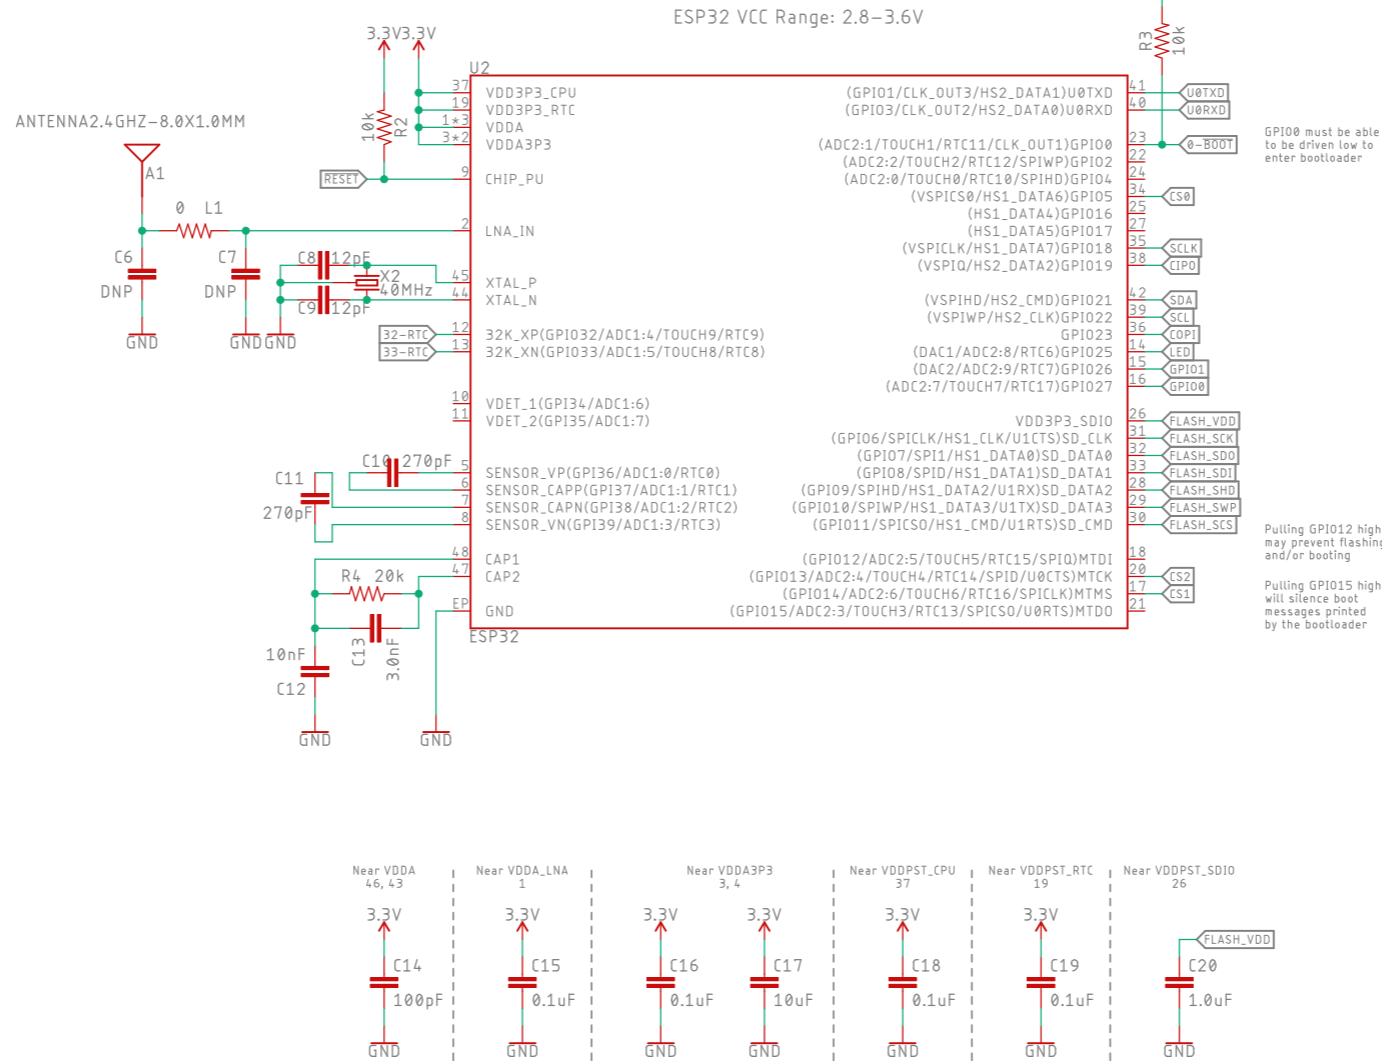 ESP32 VCC Range: 2.8–3.6V
3.3V 3.3V
R3
10k
U2
10k
R2
ANTENNA2.4GHZ-8.0X1.0MM
A1
37 VDD3P3_CPU
19 VDD3P3_RTC
1*3 VDDA
3*2 VDDA3P3
RESET 9 CHIP_PU
0 L1
2 LNA_IN
C6
DNP
C7
DNP
C8 12pF
X2
40MHz
C9 12pF
45 XTAL_P
44 XTAL_N
GND GND GND
32-RTC 12 32K_XP(GPIO32/ADC1:4/TOUCH9/RTC9)
33-RTC 13 32K_XN(GPIO33/ADC1:5/TOUCH8/RTC8)
10 VDET_1(GPI34/ADC1:6)
11 VDET_2(GPI35/ADC1:7)
C10 270pF
C11
270pF
5 SENSOR_VP(GPI36/ADC1:0/RTC0)
6 SENSOR_CAPP(GPI37/ADC1:1/RTC1)
7 SENSOR_CAPN(GPI38/ADC1:2/RTC2)
8 SENSOR_VN(GPI39/ADC1:3/RTC3)
48 CAP1
47 CAP2
R4 20k
EP GND
C13
3.0nF
10nF
C12
GND GND
ESP32
(GPIO1/CLK_OUT3/HS2_DATA1)U0TXD 41 U0TXD
(GPIO3/CLK_OUT2/HS2_DATA0)U0RXD 40 U0RXD
(ADC2:1/TOUCH1/RTC11/CLK_OUT1)GPIO0 23 0-BOOT
(ADC2:2/TOUCH2/RTC12/SPIWP)GPIO2 22
(ADC2:0/TOUCH0/RTC10/SPIHD)GPIO4 24
(VSPICS0/HS1_DATA6)GPIO5 34 CS0
(HS1_DATA4)GPIO16 25
(HS1_DATA5)GPIO17 27
(VSPICLK/HS1_DATA7)GPIO18 35 SCLK
(VSPIQ/HS2_DATA2)GPIO19 38 CIPO
(VSPIHD/HS2_CMD)GPIO21 42 SDA
(VSPIWP/HS2_CLK)GPIO22 39 SCL
GPIO23 36 COPI
(DAC1/ADC2:8/RTC6)GPIO25 14 LED
(DAC2/ADC2:9/RTC7)GPIO26 15 GPIO1
(ADC2:7/TOUCH7/RTC17)GPIO27 16 GPIO0
VDD3P3_SDIO 26 FLASH_VDD
(GPIO6/SPICLK/HS1_CLK/U1CTS)SD_CLK 31 FLASH_SCK
(GPIO7/SPI1/HS1_DATA0)SD_DATA0 32 FLASH_SDO
(GPIO8/SPID/HS1_DATA1)SD_DATA1 33 FLASH_SDI
(GPIO9/SPIHD/HS1_DATA2/U1RX)SD_DATA2 28 FLASH_SHD
(GPIO10/SPIWP/HS1_DATA3/U1TX)SD_DATA3 29 FLASH_SWP
(GPIO11/SPICSO/HS1_CMD/U1RTS)SD_CMD 30 FLASH_SCS
(GPIO12/ADC2:5/TOUCH5/RTC15/SPIQ)MTDI 18
(GPIO13/ADC2:4/TOUCH4/RTC14/SPID/U0CTS)MTCK 20 CS2
(GPIO14/ADC2:6/TOUCH6/RTC16/SPICLK)MTMS 17 CS1
(GPIO15/ADC2:3/TOUCH3/RTC13/SPICSO/U0RTS)MTDO 21
GPIO0 must be able
to be driven low to
enter bootloader
Pulling GPIO12 high
may prevent flashing
and/or booting
Pulling GPIO15 high
will silence boot
messages printed
by the bootloader
Near VDDA
46, 43
3.3V
C14
100pF
GND
Near VDDA_LNA
1
3.3V
C15
0.1uF
GND
Near VDDA3P3
3, 4
3.3V 3.3V
C16 C17
0.1uF 10uF
GND GND
Near VDDPST_CPU
37
3.3V
C18
0.1uF
GND
Near VDDPST_RTC
19
3.3V
C19
0.1uF
GND
Near VDDPST_SDIO
26
FLASH_VDD
C20
1.0uF
GND